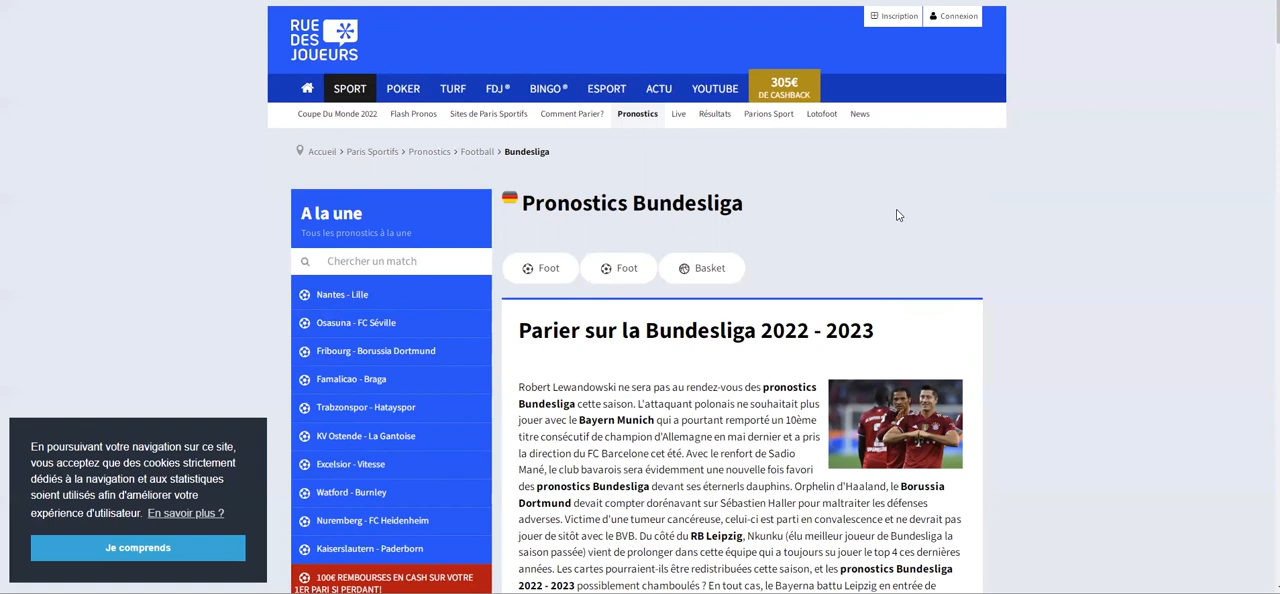 Inscription
Connexion
RUE
DES
JOUEURS
SPORT
POKER
TURF
FDJ®
BINGO®
ESPORT
ACTU
YOUTUBE
305€
DE CASHBACK
Coupe Du Monde 2022
Flash Pronos
Sites de Paris Sportifs
Comment Parier?
Pronostics
Live
Résultats
Parions Sport
Lotofoot
News
Accueil > Paris Sportifs > Pronostics > Football > Bundesliga
A la une
Tous les pronostics à la une
Chercher un match
Nantes - Lille
Osasuna - FC Séville
Fribourg - Borussia Dortmund
Famalicao - Braga
Trabzonspor - Hatayspor
KV Ostende - La Gantoise
Excelsior - Vitesse
Watford - Burnley
Nuremberg - FC Heidenheim
Kaiserslautern - Paderborn
100€ REMBOURSES EN CASH SUR VOTRE
1ER PARI SI PERDANT!
Pronostics Bundesliga
Foot
Foot
Basket
Parier sur la Bundesliga 2022 - 2023
Robert Lewandowski ne sera pas au rendez-vous des pronostics
Bundesliga cette saison. L'attaquant polonais ne souhaitait plus
jouer avec le Bayern Munich qui a pourtant remporté un 10ème
titre consécutif de champion d'Allemagne en mai dernier et a pris
la direction du FC Barcelone cet été. Avec le renfort de Sadio
Mané, le club bavarois sera évidemment une nouvelle fois favori
des pronostics Bundesliga devant ses éternerls dauphins. Orphelin d'Haaland, le Borussia
Dortmund devait compter dorénavant sur Sébastien Haller pour maltraiter les défenses
adverses. Victime d'une tumeur cancéreuse, celui-ci est parti en convalescence et ne devrait pas
jouer de sitôt avec le BVB. Du côté du RB Leipzig, Nkunku (élu meilleur joueur de Bundesliga la
saison passée) vient de prolonger dans cette équipe qui a toujours su jouer le top 4 ces dernières
années. Les cartes pourraient-ils être redistribuées cette saison, et les pronostics Bundesliga
2022 - 2023 possiblement chamboulés ? En tout cas, le Bayerna battu Leipzig en entrée de
En poursuivant votre navigation sur ce site,
vous acceptez que des cookies strictement
dédiés à la navigation et aux statistiques
soient utilisés afin d'améliorer votre
expérience d'utilisateur. En savoir plus ?
Je comprends